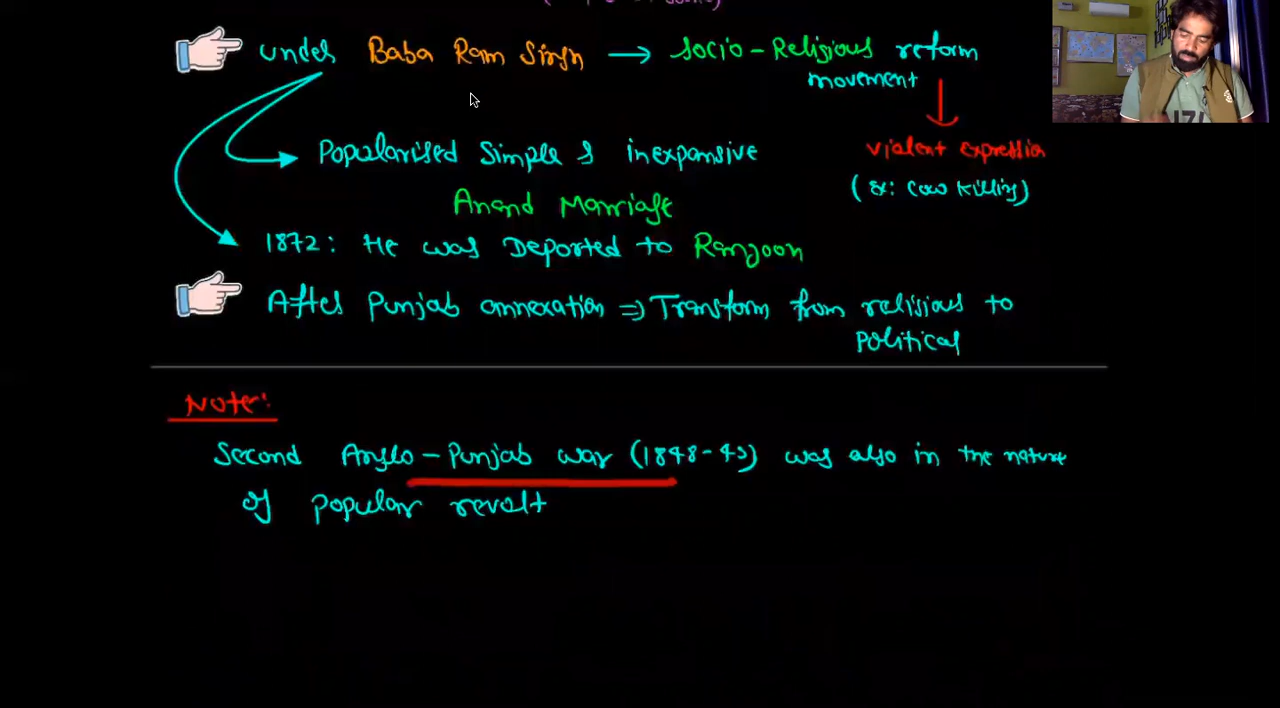 under Baba Ram Singh → Socio - Religious reform
movement
Popularised Simple & inexpansive
violent expression
(ex: Cow Killing)
Anand Marriage
1872: He was Deported to Rangoon
After Punjab annexation ⇒ Transform from religious to
Political
Note:
Second Anglo - Punjab war (1848-49) was also in the nature
of popular revolt